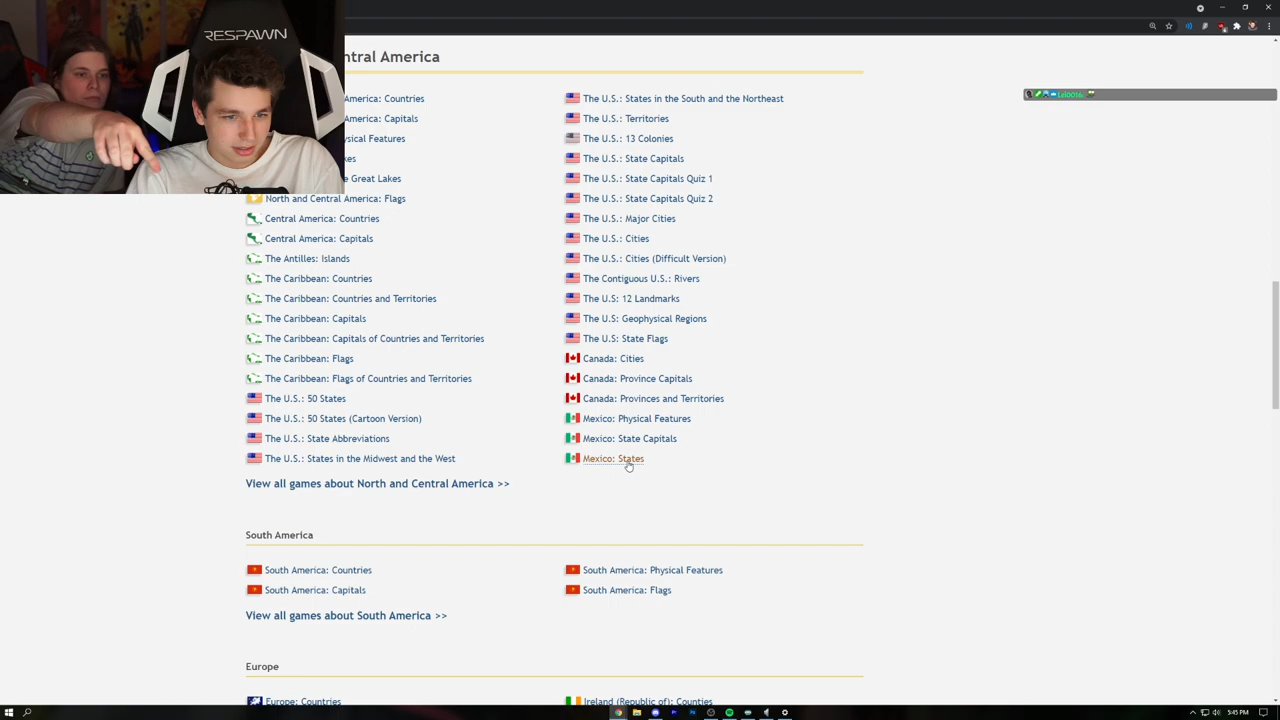 RESPAWN
ntral America
America: Countries
America: Capitals
ysical Features
kes
e Great Lakes
North and Central America: Flags
Central America: Countries
Central America: Capitals
The Antilles: Islands
The Caribbean: Countries
The Caribbean: Countries and Territories
The Caribbean: Capitals
The Caribbean: Capitals of Countries and Territories
The Caribbean: Flags
The Caribbean: Flags of Countries and Territories
The U.S.: 50 States
The U.S.: 50 States (Cartoon Version)
The U.S.: State Abbreviations
The U.S.: States in the Midwest and the West
The U.S.: States in the South and the Northeast
The U.S.: Territories
The U.S.: 13 Colonies
The U.S.: State Capitals
The U.S.: State Capitals Quiz 1
The U.S.: State Capitals Quiz 2
The U.S.: Major Cities
The U.S.: Cities
The U.S.: Cities (Difficult Version)
The Contiguous U.S.: Rivers
The U.S: 12 Landmarks
The U.S: Geophysical Regions
The U.S: State Flags
Canada: Cities
Canada: Province Capitals
Canada: Provinces and Territories
Mexico: Physical Features
Mexico: State Capitals
Mexico: States
View all games about North and Central America >>
South America
South America: Countries
South America: Capitals
South America: Physical Features
South America: Flags
View all games about South America >>
Europe
Europe: Countries
Ireland (Republic of): Counties
5:45 PM